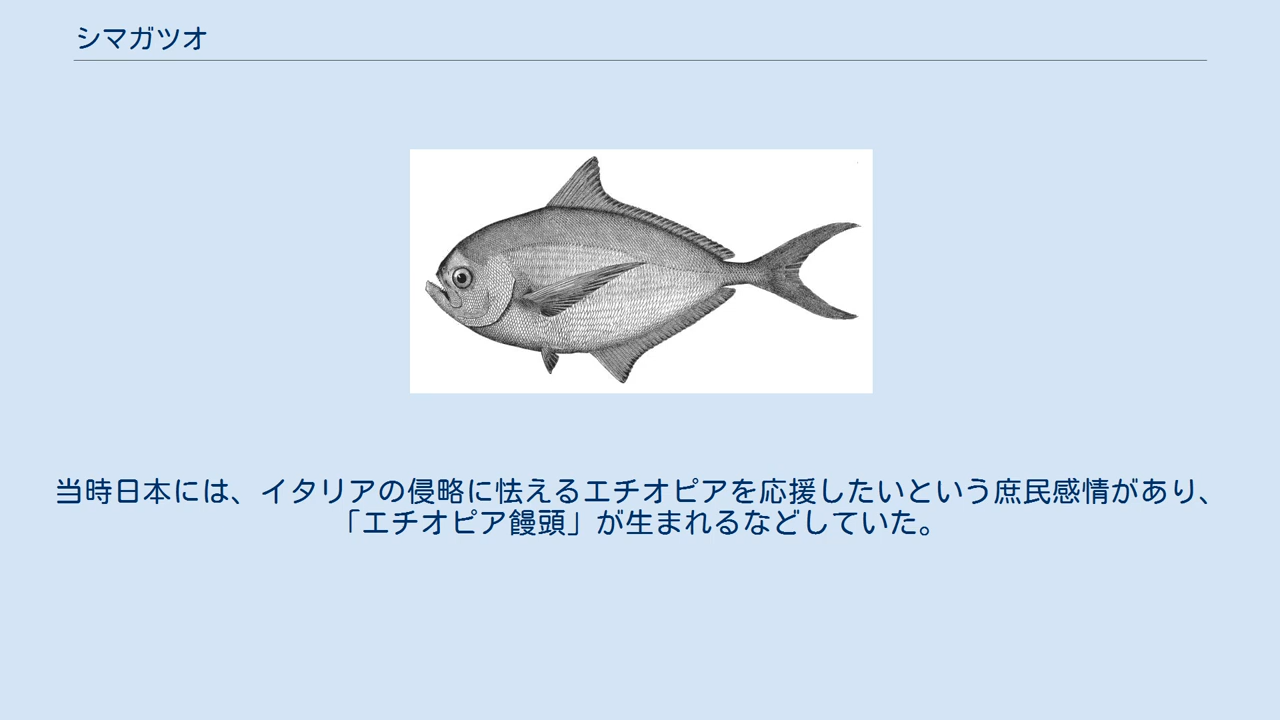 シマガツオ
当時日本には、イタリアの侵略に怯えるエチオピアを応援したいという庶民感情があり、
「エチオピア饅頭」が生まれるなどしていた。